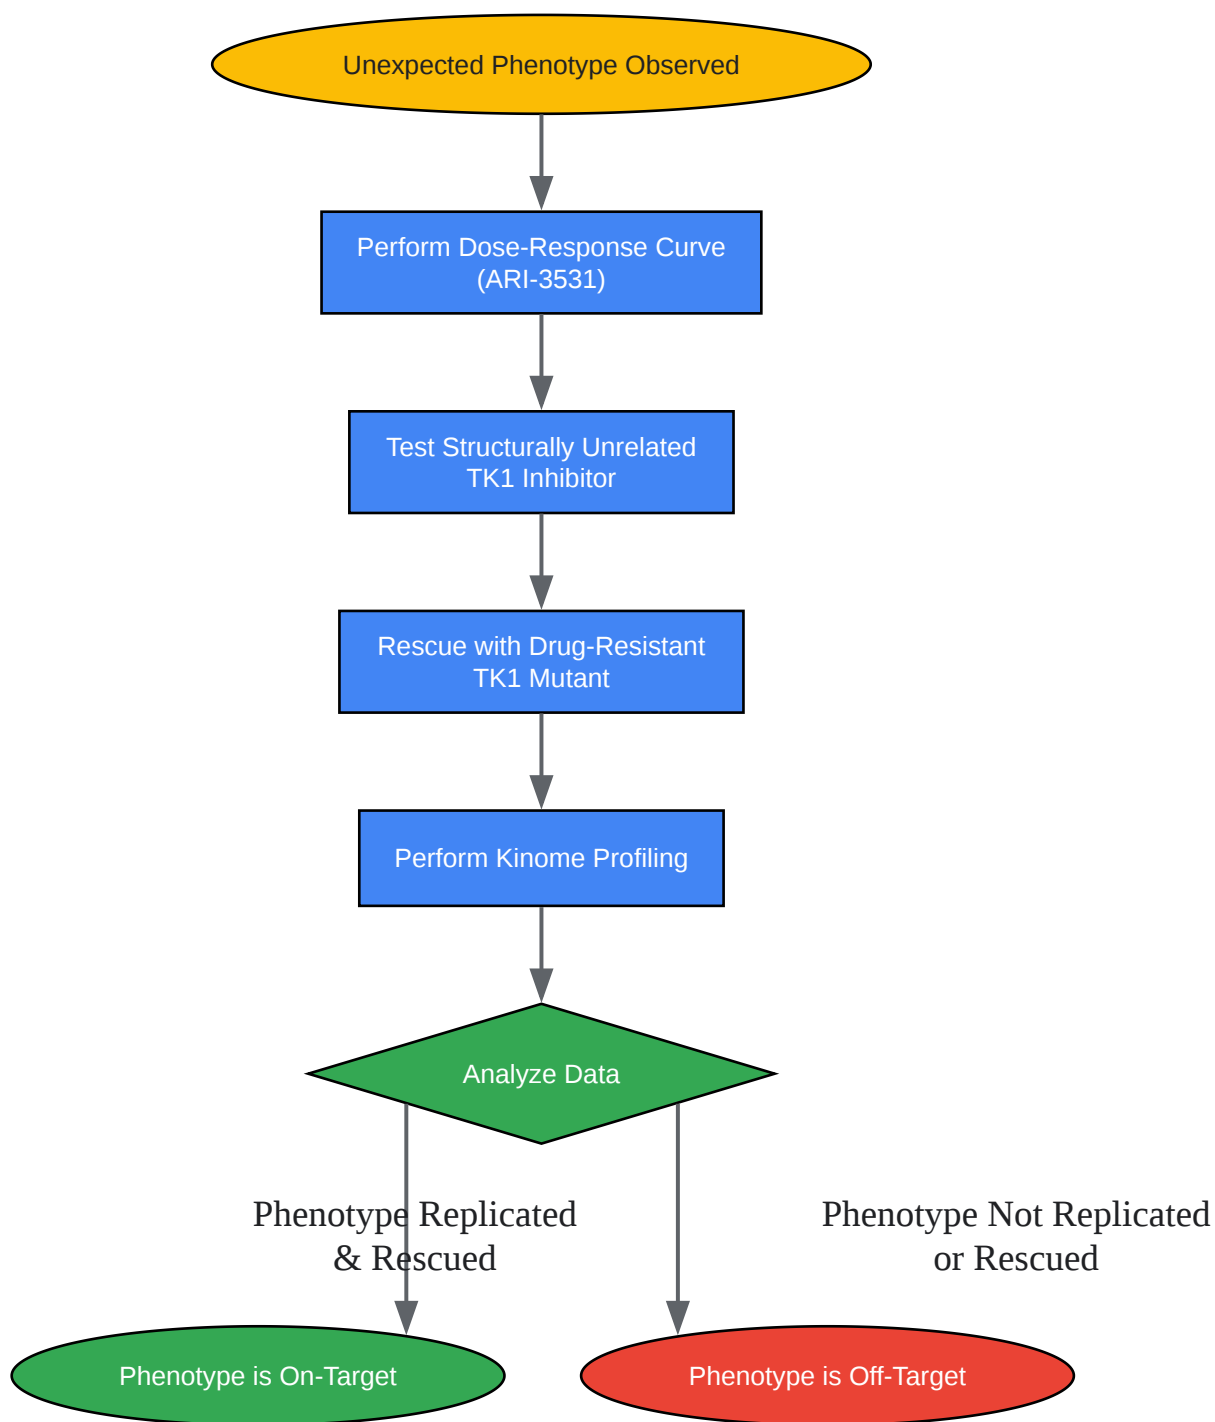 Unexpected Phenotype Observed
Perform Dose-Response Curve
(ARI-3531)
Test Structurally Unrelated
TK1 Inhibitor
Rescue with Drug-Resistant
TK1 Mutant
Perform Kinome Profiling
Analyze Data
Phenotype Replicated
& Rescued
Phenotype Not Replicated
or Rescued
Phenotype is On-Target
Phenotype is Off-Target